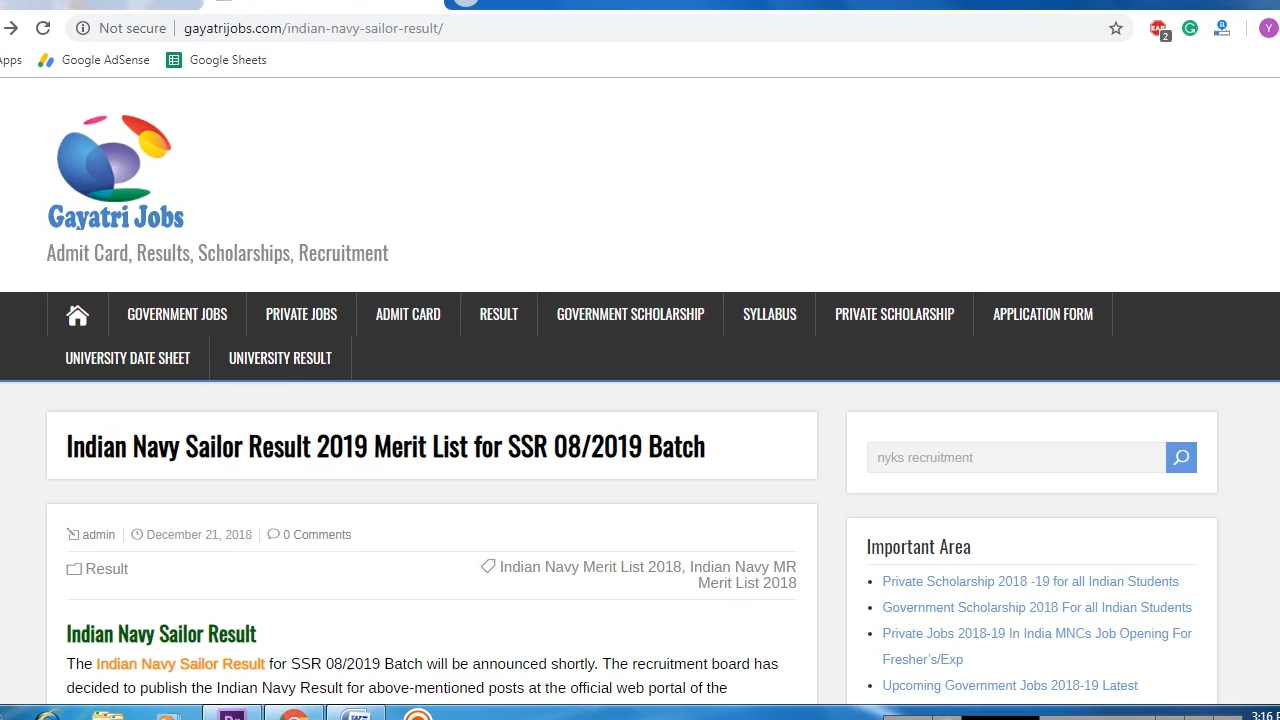 Not secure
gayatrijobs.com/indian-navy-sailor-result/
2
Y
Apps
Google AdSense
Google Sheets
Gayatri Jobs
Admit Card, Results, Scholarships, Recruitment
GOVERNMENT JOBS
PRIVATE JOBS
ADMIT CARD
RESULT
GOVERNMENT SCHOLARSHIP
SYLLABUS
PRIVATE SCHOLARSHIP
APPLICATION FORM
UNIVERSITY DATE SHEET
UNIVERSITY RESULT
Indian Navy Sailor Result 2019 Merit List for SSR 08/2019 Batch
admin
December 21, 2018
0 Comments
Result
Indian Navy Merit List 2018, Indian Navy MR
Merit List 2018
Indian Navy Sailor Result
The Indian Navy Sailor Result for SSR 08/2019 Batch will be announced shortly. The recruitment board has
decided to publish the Indian Navy Result for above-mentioned posts at the official web portal of the
nyks recruitment
Important Area
Private Scholarship 2018 -19 for all Indian Students
Government Scholarship 2018 For all Indian Students
Private Jobs 2018-19 In India MNCs Job Opening For
Fresher's/Exp
Upcoming Government Jobs 2018-19 Latest
3:16 P